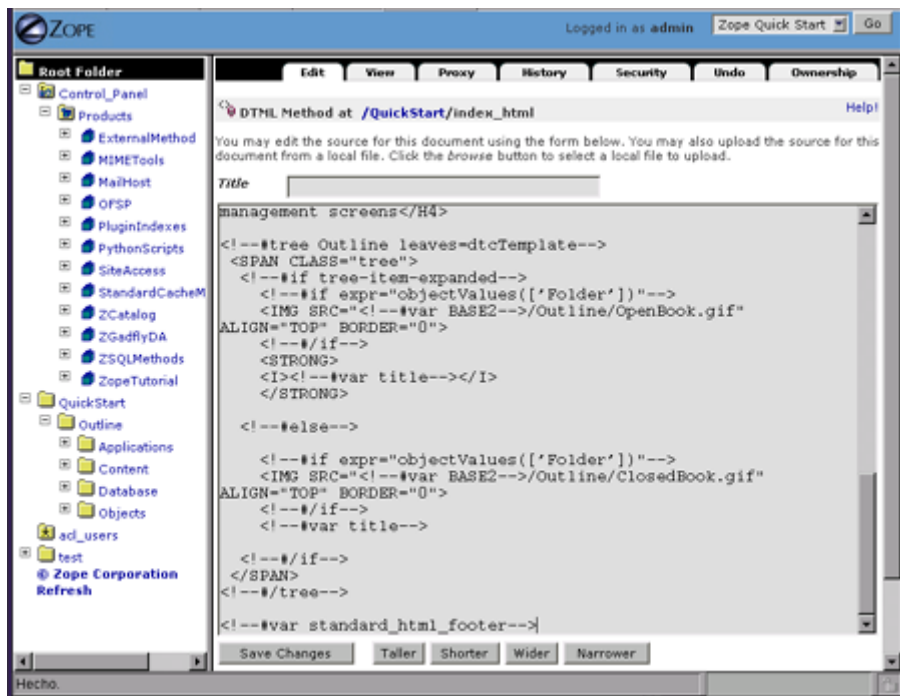 ZOPE
Logged in as admin
Zope Quick Start
Go
Root Folder
Control_Panel
Products
ExternalMethod
MIMETools
MailHost
OFSP
PluginIndexes
PythonScripts
SiteAccess
StandardCacheM
ZCatalog
ZGadflyDA
ZSQLMethods
ZopeTutorial
QuickStart
Outline
Applications
Content
Database
Objects
acl_users
test
© Zope Corporation
Refresh
Edit
View
Proxy
History
Security
Undo
Ownership
DTML Method at /QuickStart/index_html
Help!
You may edit the source for this document using the form below. You may also upload the source for this
document from a local file. Click the browse button to select a local file to upload.
Title
management screens</H4>
<!--#tree Outline leaves=dtcTemplate-->
<SPAN CLASS="tree">
<!--#if tree-item-expanded-->
<!--#if expr="objectValues(['Folder'])"-->
<IMG SRC="<!--#var BASE2-->/Outline/OpenBook.gif"
ALIGN="TOP" BORDER="0">
<!--#/if-->
<STRONG>
<I><!--#var title--></I>
</STRONG>
<!--#else-->
<!--#if expr="objectValues(['Folder'])"-->
<IMG SRC="<!--#var BASE2-->/Outline/ClosedBook.gif"
ALIGN="TOP" BORDER="0">
<!--#/if-->
<!--#var title-->
<!--#/if-->
</SPAN>
<!--#/tree-->
<!--#var standard_html_footer-->
Save Changes
Taller
Shorter
Wider
Narrower
Hecho.